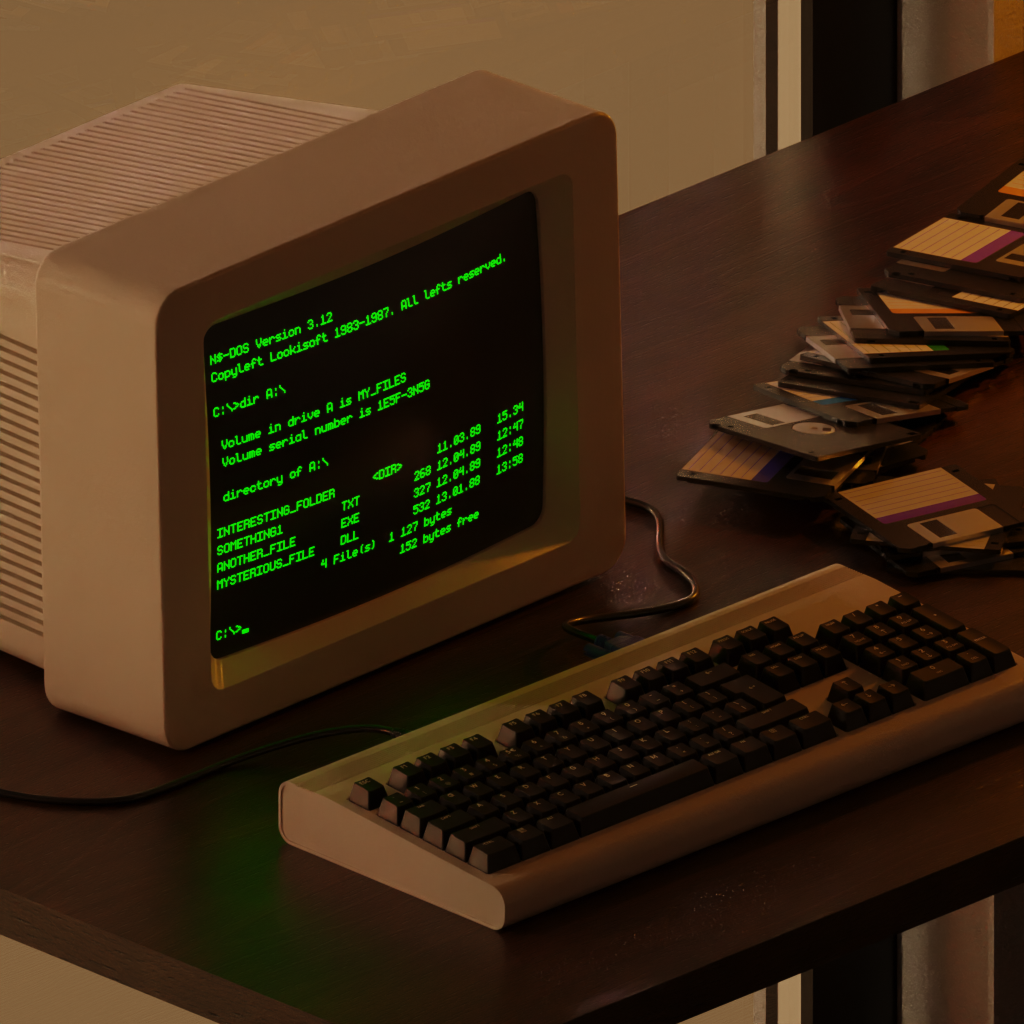 N$-DOS Version 3.12
Copyleft Lookisoft 1983-1987. All lefts reserved.
C:\>dir A:\
Volume in drive A is MY_FILES
Volume serial number is 1E5F-3N5G
directory of A:\
INTERESTING_FOLDER <DIR> 11.03.89 15.34
SOMETHING1 TXT 268 12.04.89 12:47
ANOTHER_FILE EXE 327 12.04.89 12:48
MYSTERIOUS_FILE DLL 532 13.01.89 13:58
4 File(s) 1 127 bytes
152 bytes free
C:\>_